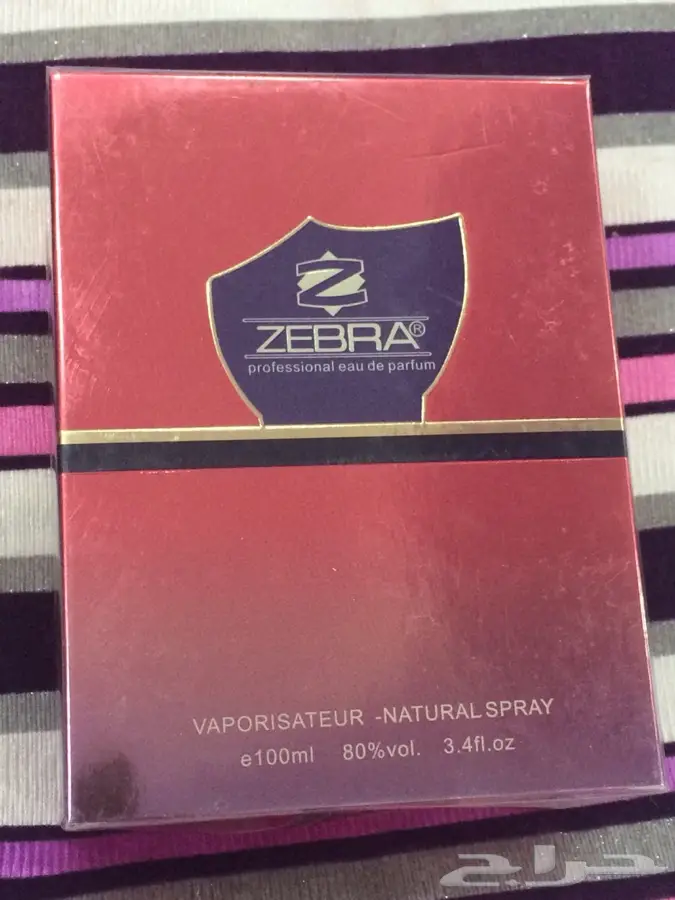 Z
ZEBRA®
professional eau de parfum
VAPORISATEUR -NATURAL SPRAY
e100ml 80%vol. 3.4fl.oz
حراج